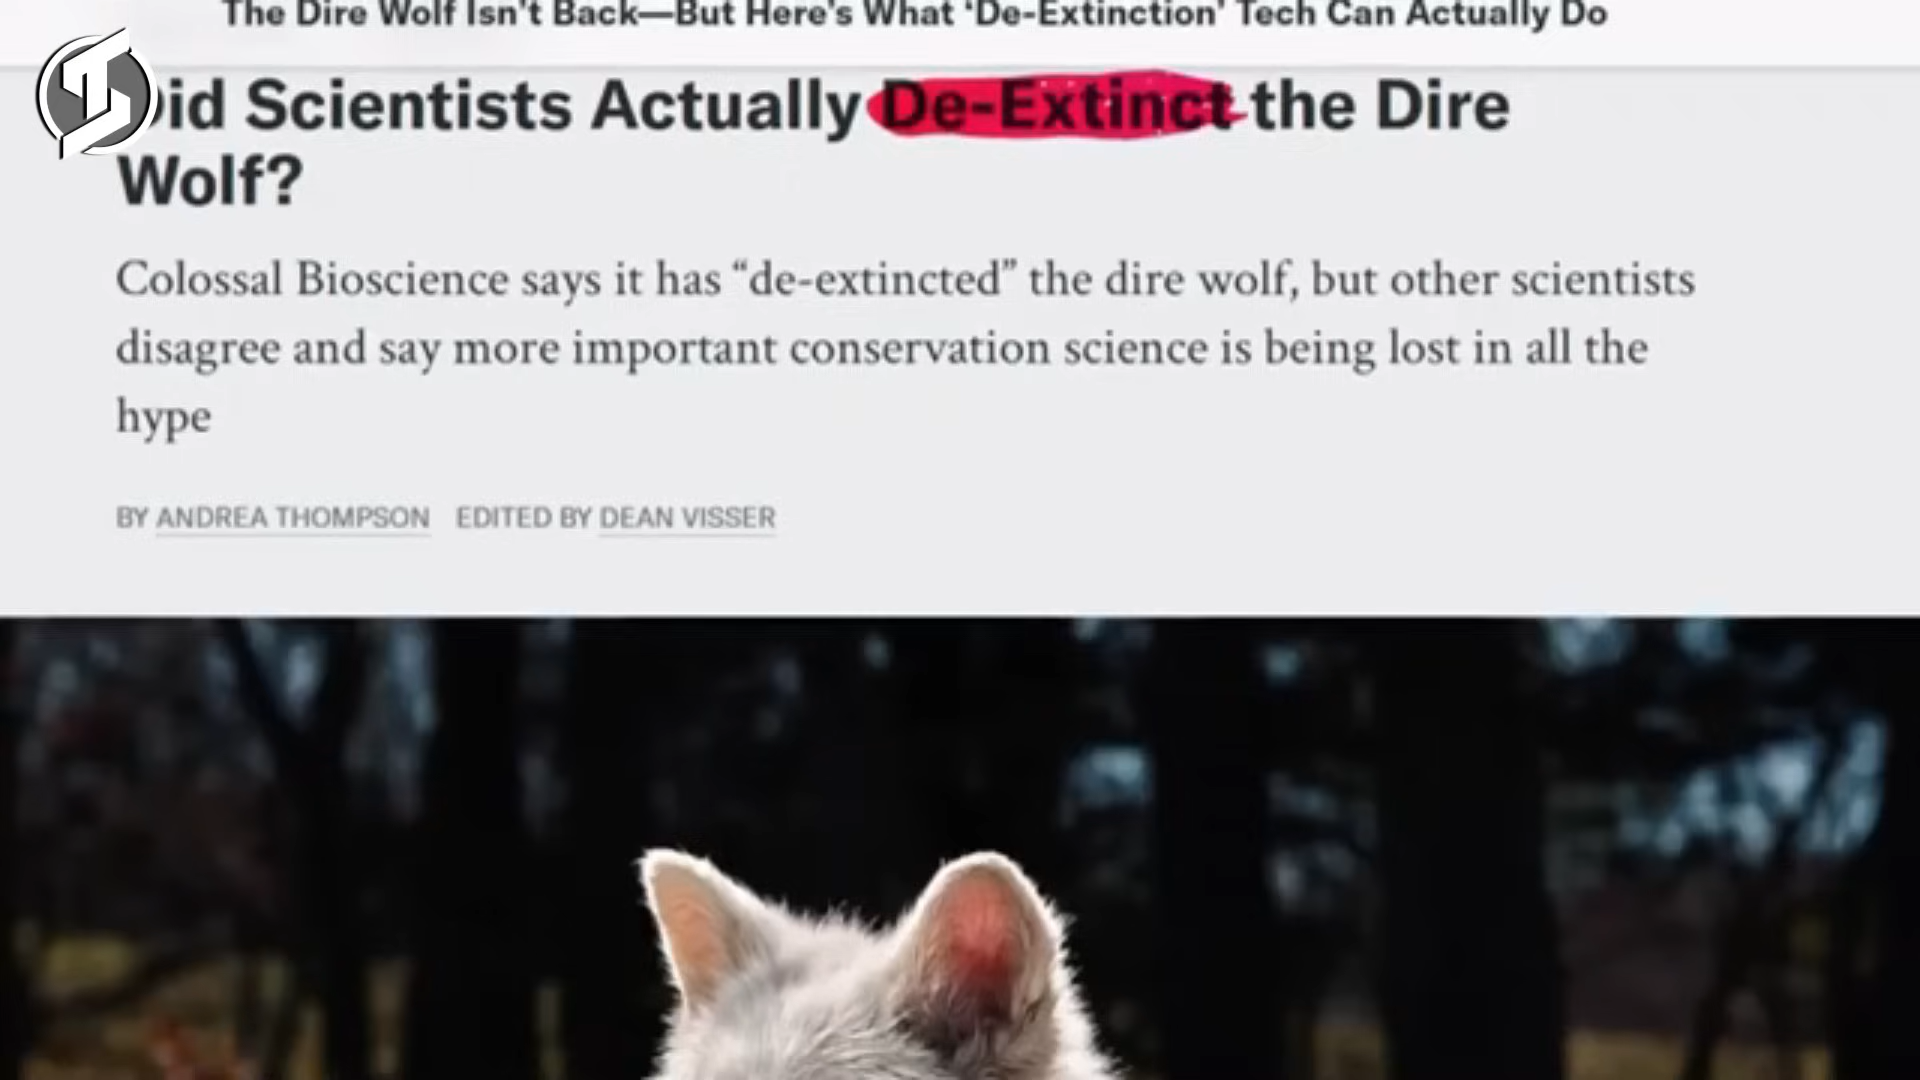 The Dire Wolf Isn't Back—But Here's What ‘De-Extinction’ Tech Can Actually Do
id Scientists Actually De-Extinct the Dire
Wolf?
Colossal Bioscience says it has “de-extincted” the dire wolf, but other scientists
disagree and say more important conservation science is being lost in all the
hype
BY ANDREA THOMPSON EDITED BY DEAN VISSER